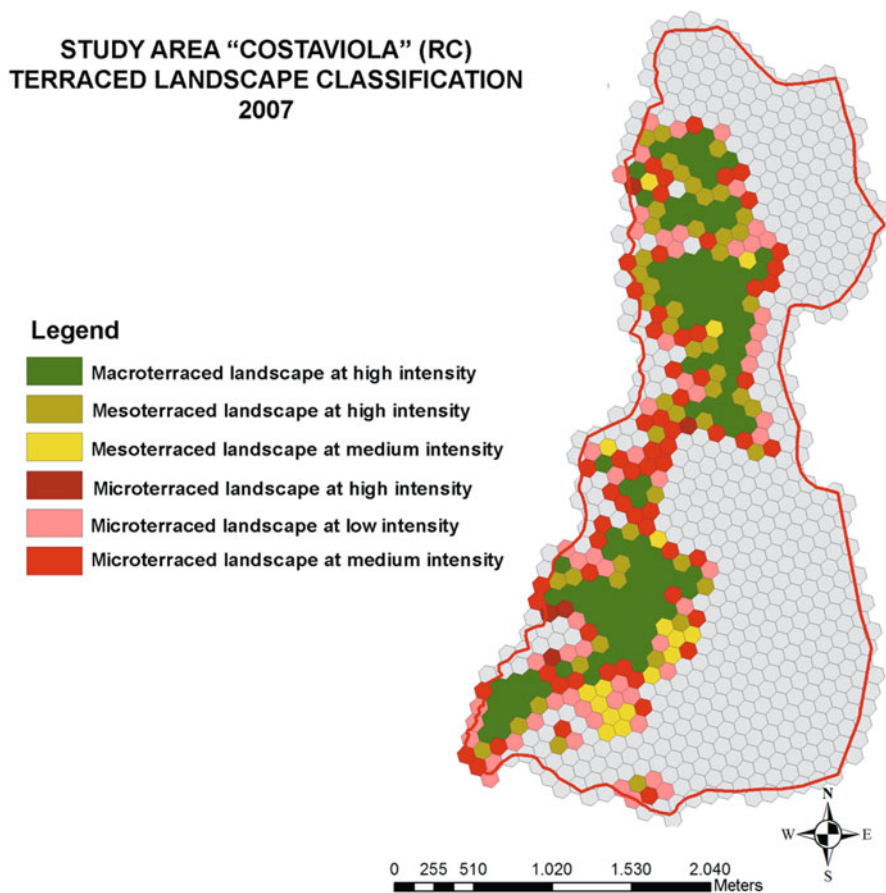 STUDY AREA “COSTAVIOLA” (RC)
TERRACED LANDSCAPE CLASSIFICATION
2007
Legend
Macroterraced landscape at high intensity
Mesoterraced landscape at high intensity
Mesoterraced landscape at medium intensity
Microterraced landscape at high intensity
Microterraced landscape at low intensity
Microterraced landscape at medium intensity
N
W E
S
0 255 510 1.020 1.530 2.040
Meters